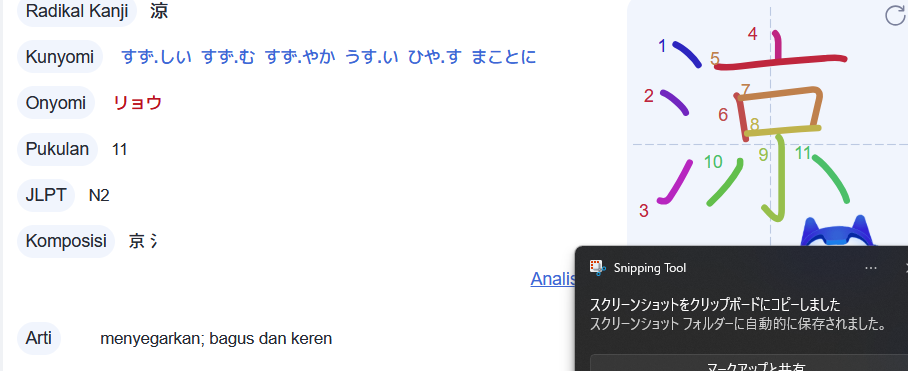 Radikal Kanji 涼
Kunyomi すず.しい すず.む すず.やか うす.い ひや.す まことに
Onyomi リョウ
Pukulan 11
JLPT N2
Komposisi 京 氵
Analis
Arti menyegarkan; bagus dan keren
1
2
3
4
5
6
7
8
9
10
11
Snipping Tool
スクリーンショットをクリップボードにコピーしました
スクリーンショット フォルダーに自動的に保存されました。
マークアップと共有